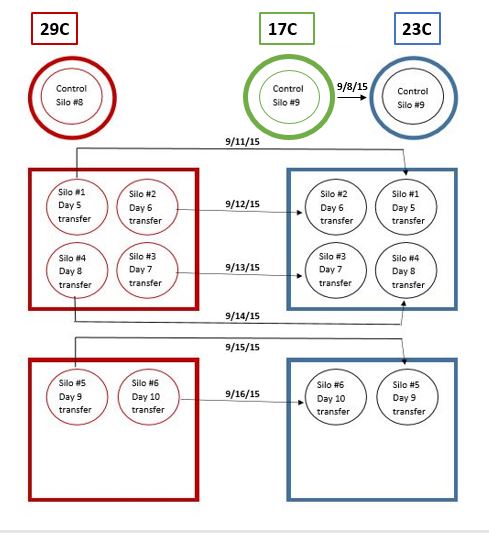 29C
17C
23C
Control
Silo #8
Control
Silo #9
9/8/15
Control
Silo #9
9/11/15
Silo #1
Day 5
transfer
Silo #2
Day 6
transfer
9/12/15
Silo #2
Day 6
transfer
Silo #1
Day 5
transfer
Silo #4
Day 8
transfer
Silo #3
Day 7
transfer
9/13/15
Silo #3
Day 7
transfer
Silo #4
Day 8
transfer
9/14/15
9/15/15
Silo #5
Day 9
transfer
Silo #6
Day 10
transfer
9/16/15
Silo #6
Day 10
transfer
Silo #5
Day 9
transfer